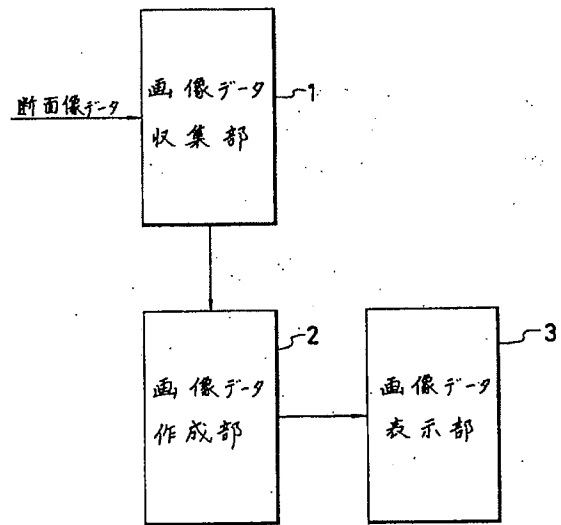 断面像データ
画像データ
収集部
1
画像データ
作成部
2
画像データ
表示部
3